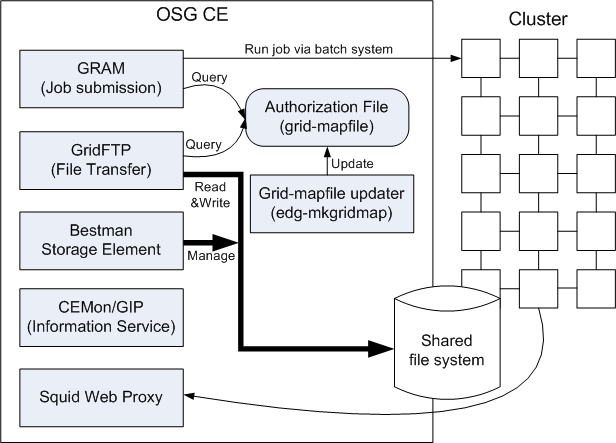 OSG CE
Cluster
GRAM
(Job submission)
Run job via batch system
Query
Authorization File
(grid-mapfile)
GridFTP
(File Transfer)
Query
Update
Read
&Write
Grid-mapfile updater
(edg-mkgridmap)
Bestman
Storage Element
Manage
CEMon/GIP
(Information Service)
Shared
file system
Squid Web Proxy